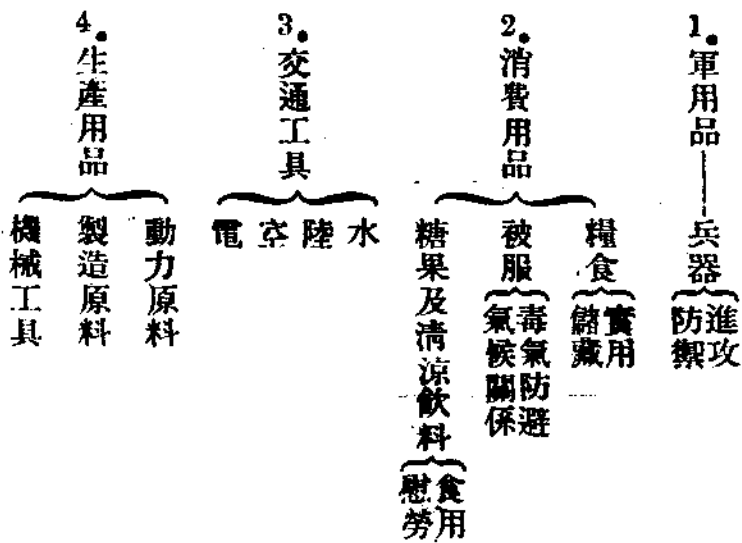 1.軍用品
兵器
進攻
防禦
2.消費用品
糧食
實用
儲藏
被服
毒氣防避
氣候關係
糖果及清涼飲料
食用
慰勞
3.交通工具
水
陸
空
電
4.生產用品
動力原料
製造原料
機械工具